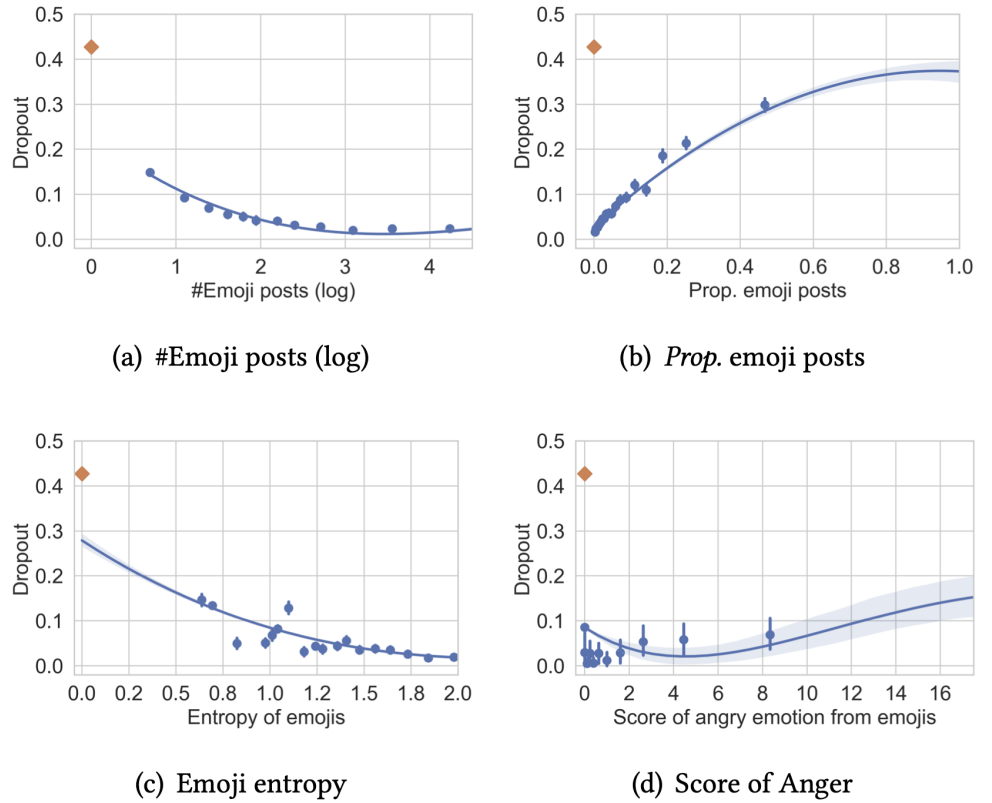 0.5
0.4
0.3
0.2
0.1
0.0
Dropout
0 1 2 3 4
#Emoji posts (log)
(a) #Emoji posts (log)
0.5
0.4
0.3
0.2
0.1
0.0
Dropout
0.0 0.2 0.4 0.6 0.8 1.0
Prop. emoji posts
(b) Prop. emoji posts
0.5
0.4
0.3
0.2
0.1
0.0
Dropout
0.0 0.2 0.5 0.8 1.0 1.2 1.5 1.8 2.0
Entropy of emojis
(c) Emoji entropy
0.5
0.4
0.3
0.2
0.1
0.0
Dropout
0 2 4 6 8 10 12 14 16
Score of angry emotion from emojis
(d) Score of Anger